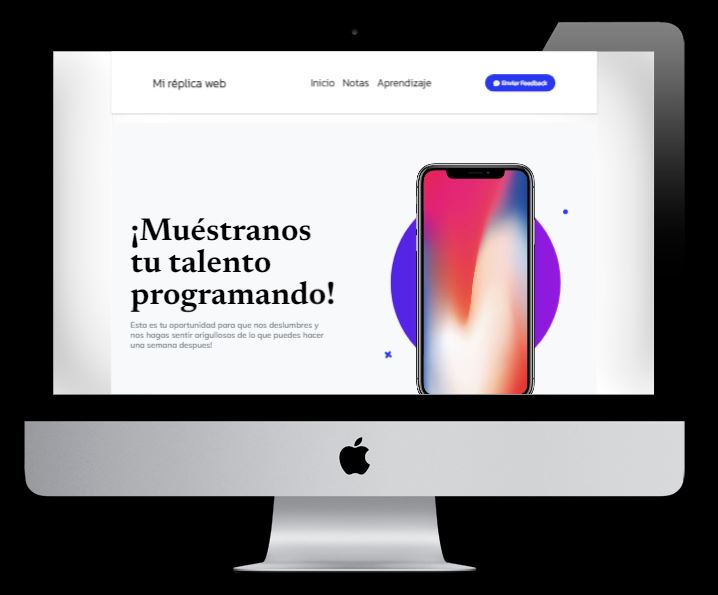 Mi réplica web
Inicio Notas Aprendizaje
Enviar Feedback
¡Muéstranos
tu talento
programando!
Esta es tu oportunidad para que nos deslumbres y
nos hagas sentir origullosos de lo que puedes hacer
una semana despues!